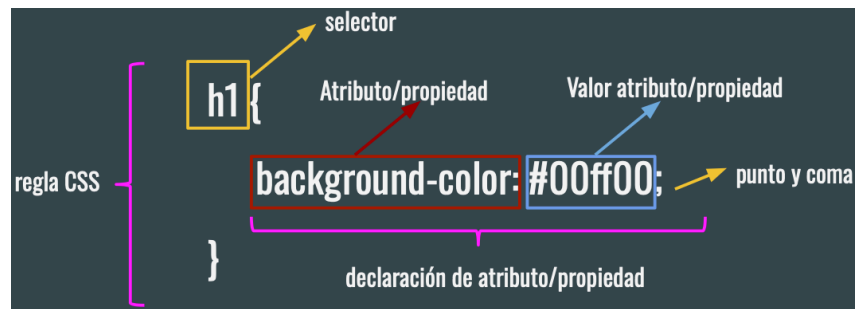 selector
h1 {
Atributo/propiedad
Valor atributo/propiedad
regla CSS
background-color: #00ff00;
punto y coma
}
declaración de atributo/propiedad